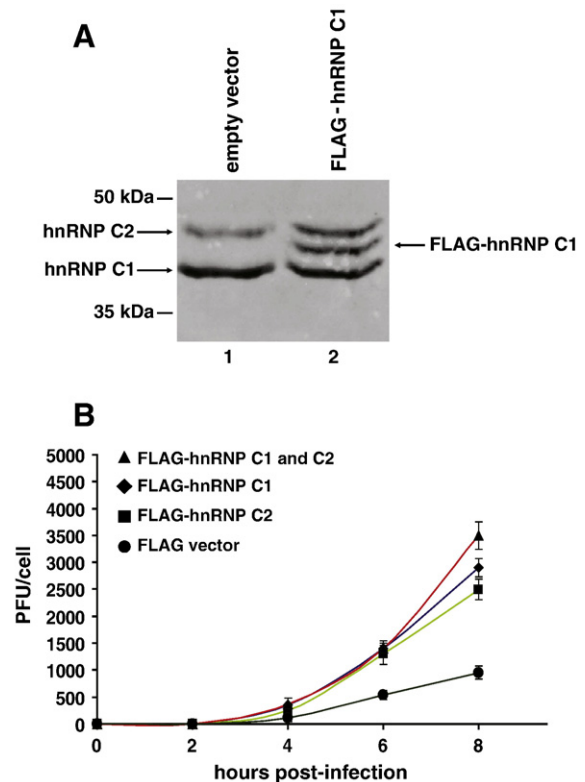 A
empty vector
FLAG-hnRNP C1
50 kDa
hnRNP C2
FLAG-hnRNP C1
hnRNP C1
35 kDa
1 2
B
5000
4500
4000
3500
3000
2500
2000
1500
1000
500
0
PFU/cell
FLAG-hnRNP C1 and C2
FLAG-hnRNP C1
FLAG-hnRNP C2
FLAG vector
0 2 4 6 8
hours post-infection